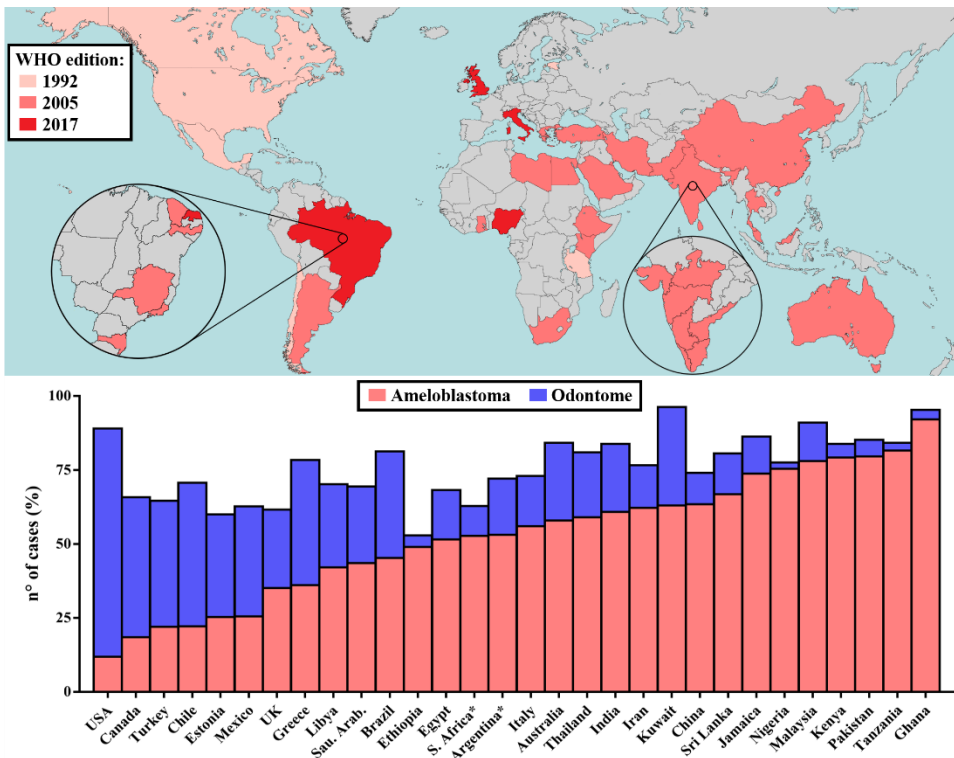 WHO edition:
1992
2005
2017
100
75
50
25
0
n° of cases (%)
Ameloblastoma
Odontome
USA
Canada
Turkey
Chile
Estonia
Mexico
UK
Greece
Libya
Sau. Arab.
Brazil
Ethiopia
Egypt
S. Africa*
Argentina*
Italy
Australia
Thailand
India
Iran
Kuwait
China
Sri Lanka
Jamaica
Nigeria
Malaysia
Kenya
Pakistan
Tanzania
Ghana